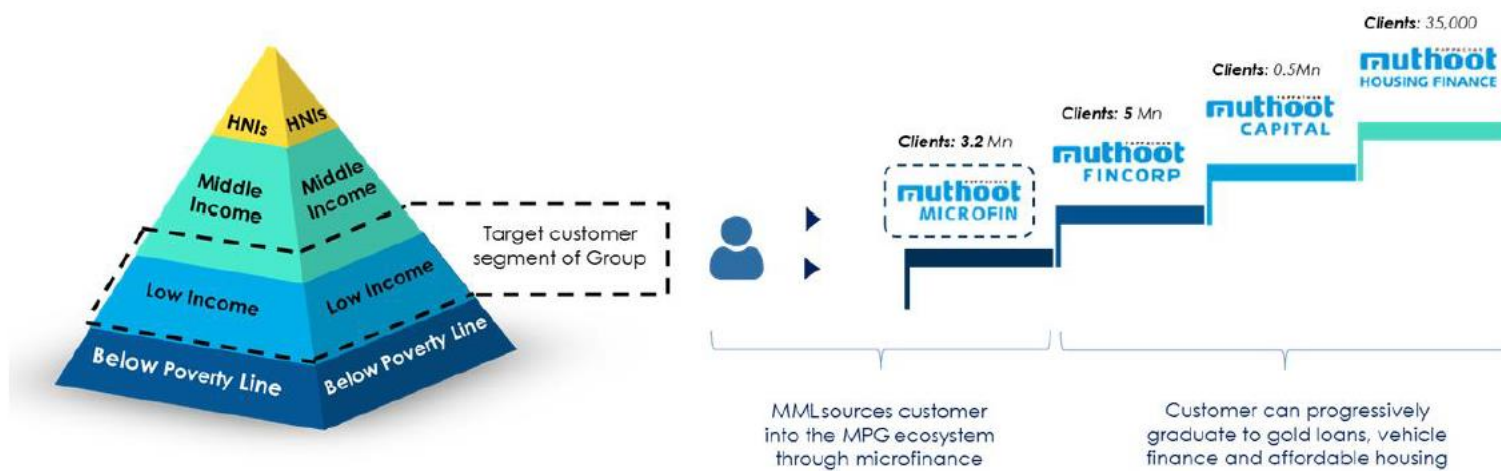 HNIs
HNIs
Middle
Income
Middle
Income
Low Income
Low Income
Below Poverty Line
Below Poverty Line
Target customer
segment of Group
Clients: 3.2 Mn
muthoot
MICROFIN
Clients: 5 Mn
muthoot
FINCORP
Clients: 0.5Mn
muthoot
CAPITAL
Clients: 35,000
muthoot
HOUSING FINANCE
MMLsources customer
into the MPG ecosystem
through microfinance
Customer can progressively
graduate to gold loans, vehicle
finance and affordable housing